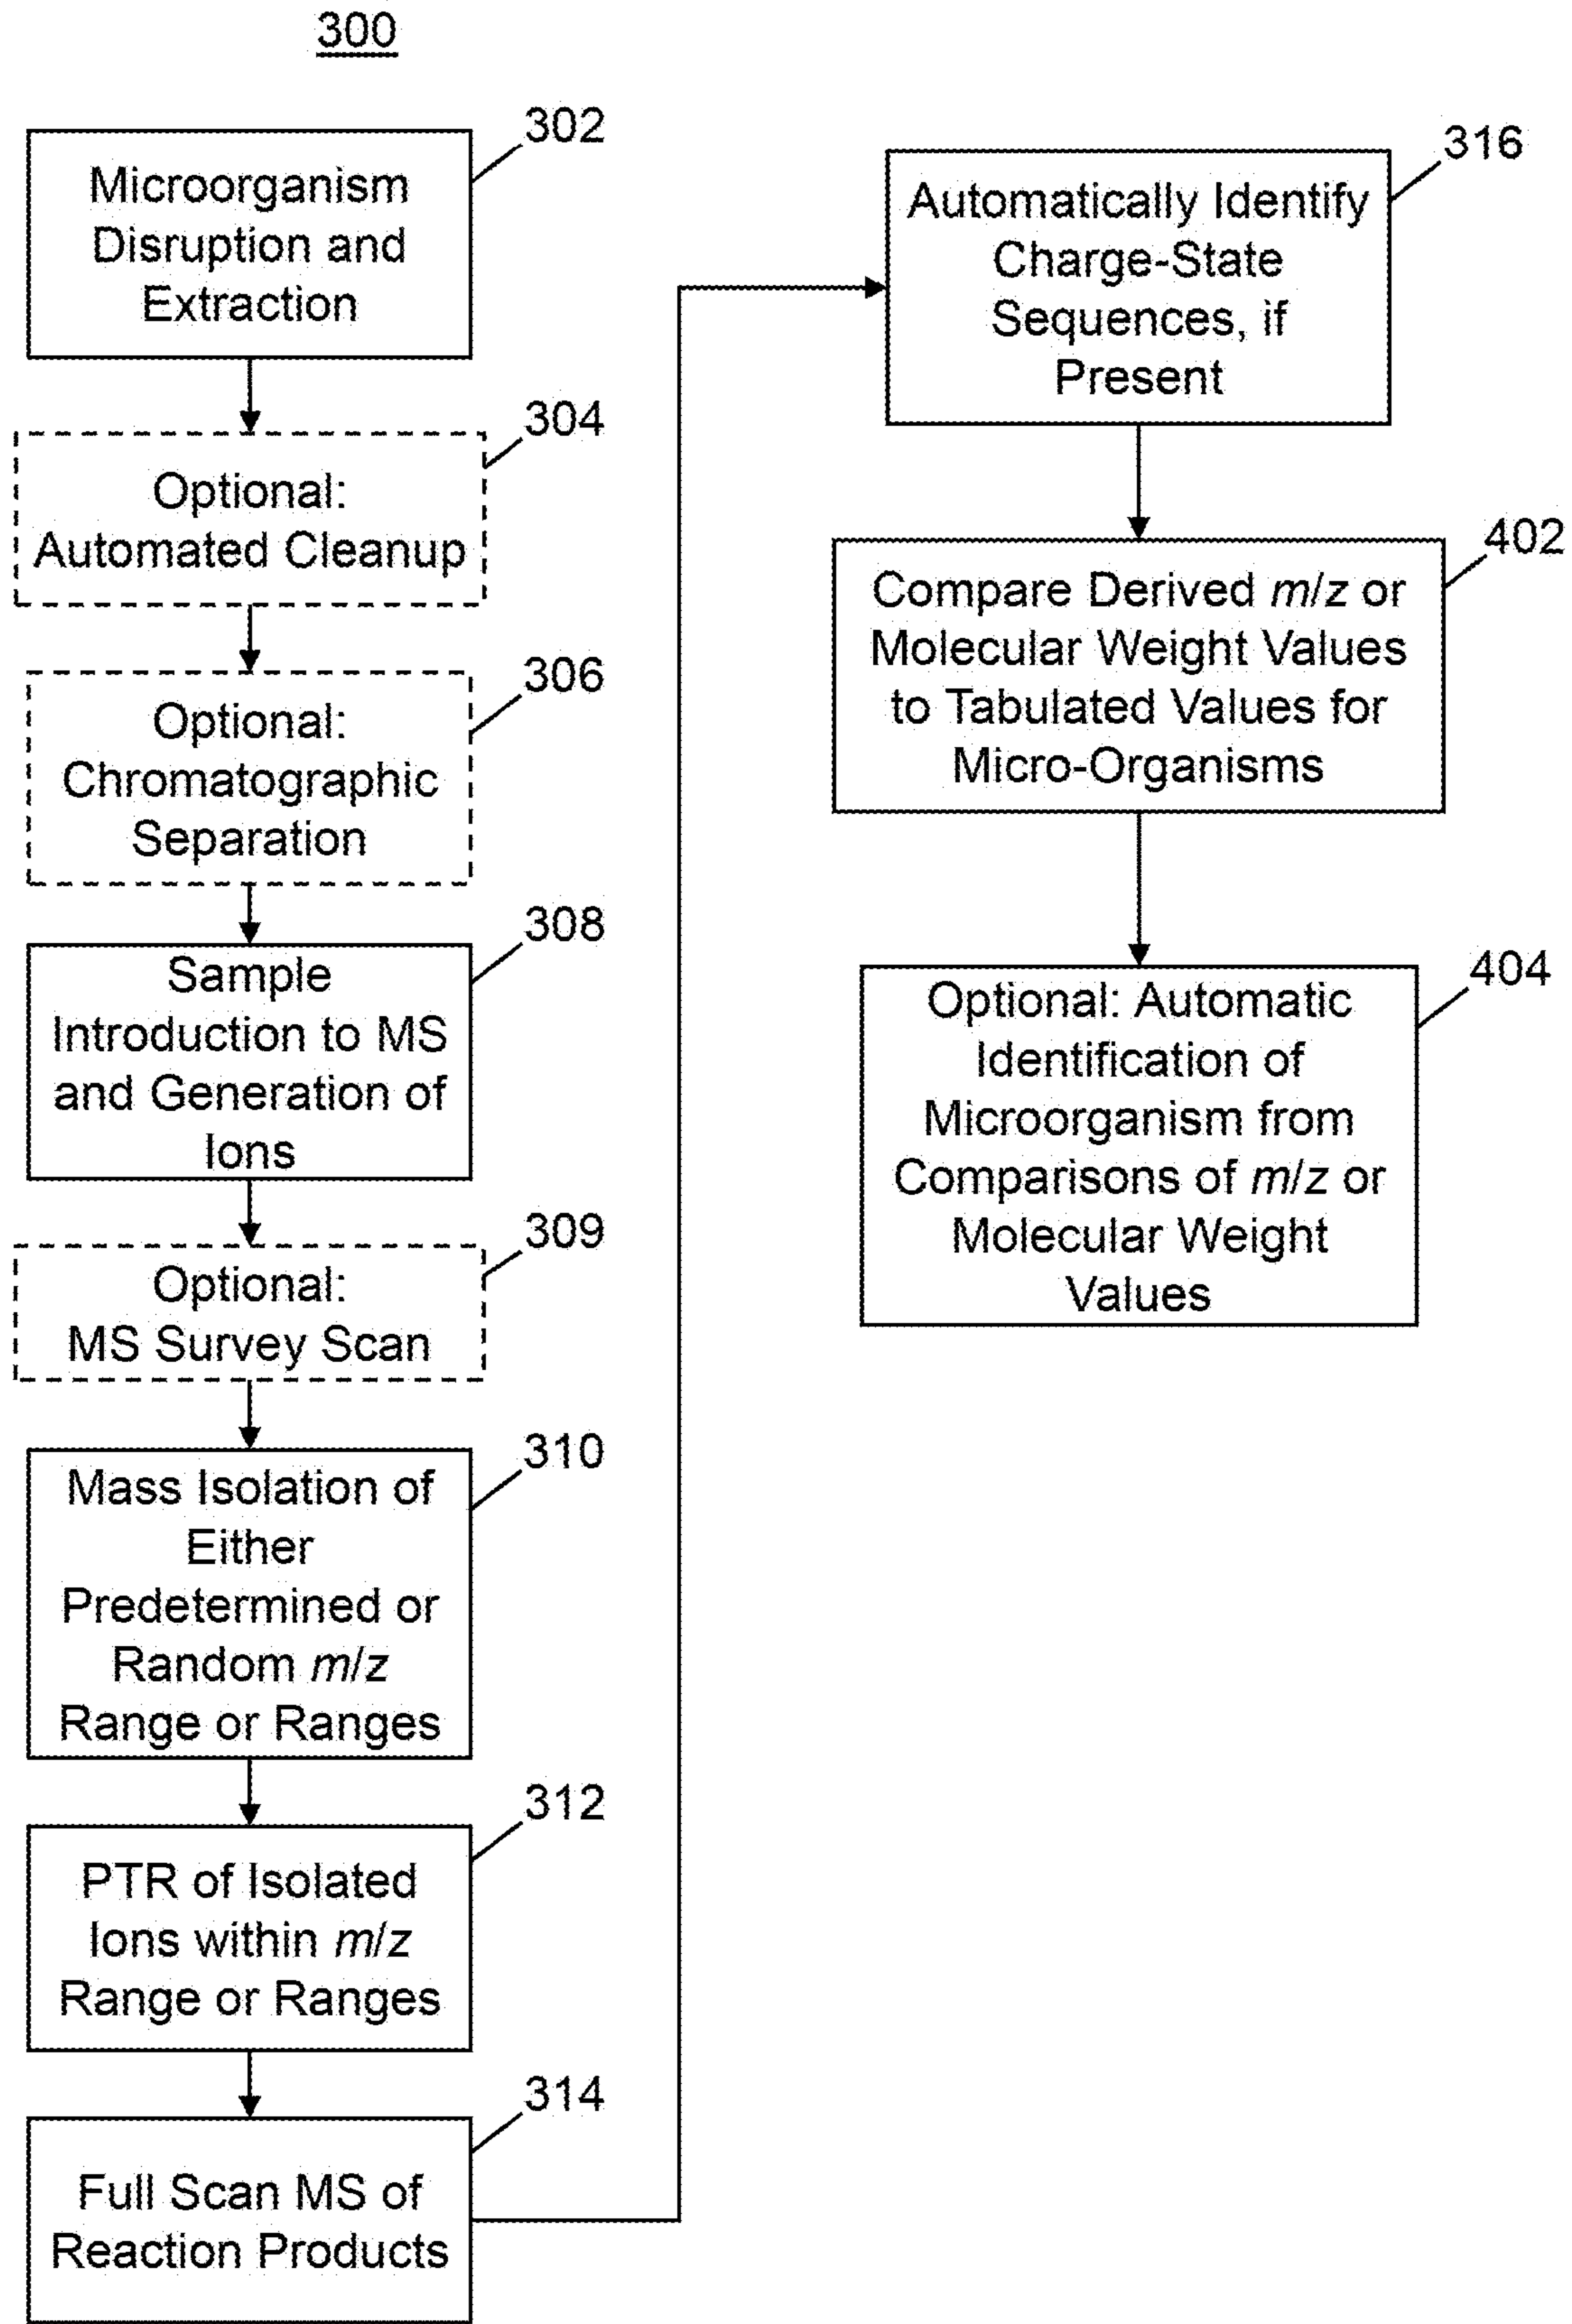 300
302
Microorganism
Disruption and
Extraction
304
Optional:
Automated Cleanup
306
Optional:
Chromatographic
Separation
308
Sample
Introduction to MS
and Generation of
Ions
309
Optional:
MS Survey Scan
310
Mass Isolation of
Either
Predetermined or
Random m/z
Range or Ranges
312
PTR of Isolated
Ions within m/z
Range or Ranges
314
Full Scan MS of
Reaction Products
316
Automatically Identify
Charge-State
Sequences, if
Present
402
Compare Derived m/z or
Molecular Weight Values
to Tabulated Values for
Micro-Organisms
404
Optional: Automatic
Identification of
Microorganism from
Comparisons of m/z or
Molecular Weight
Values